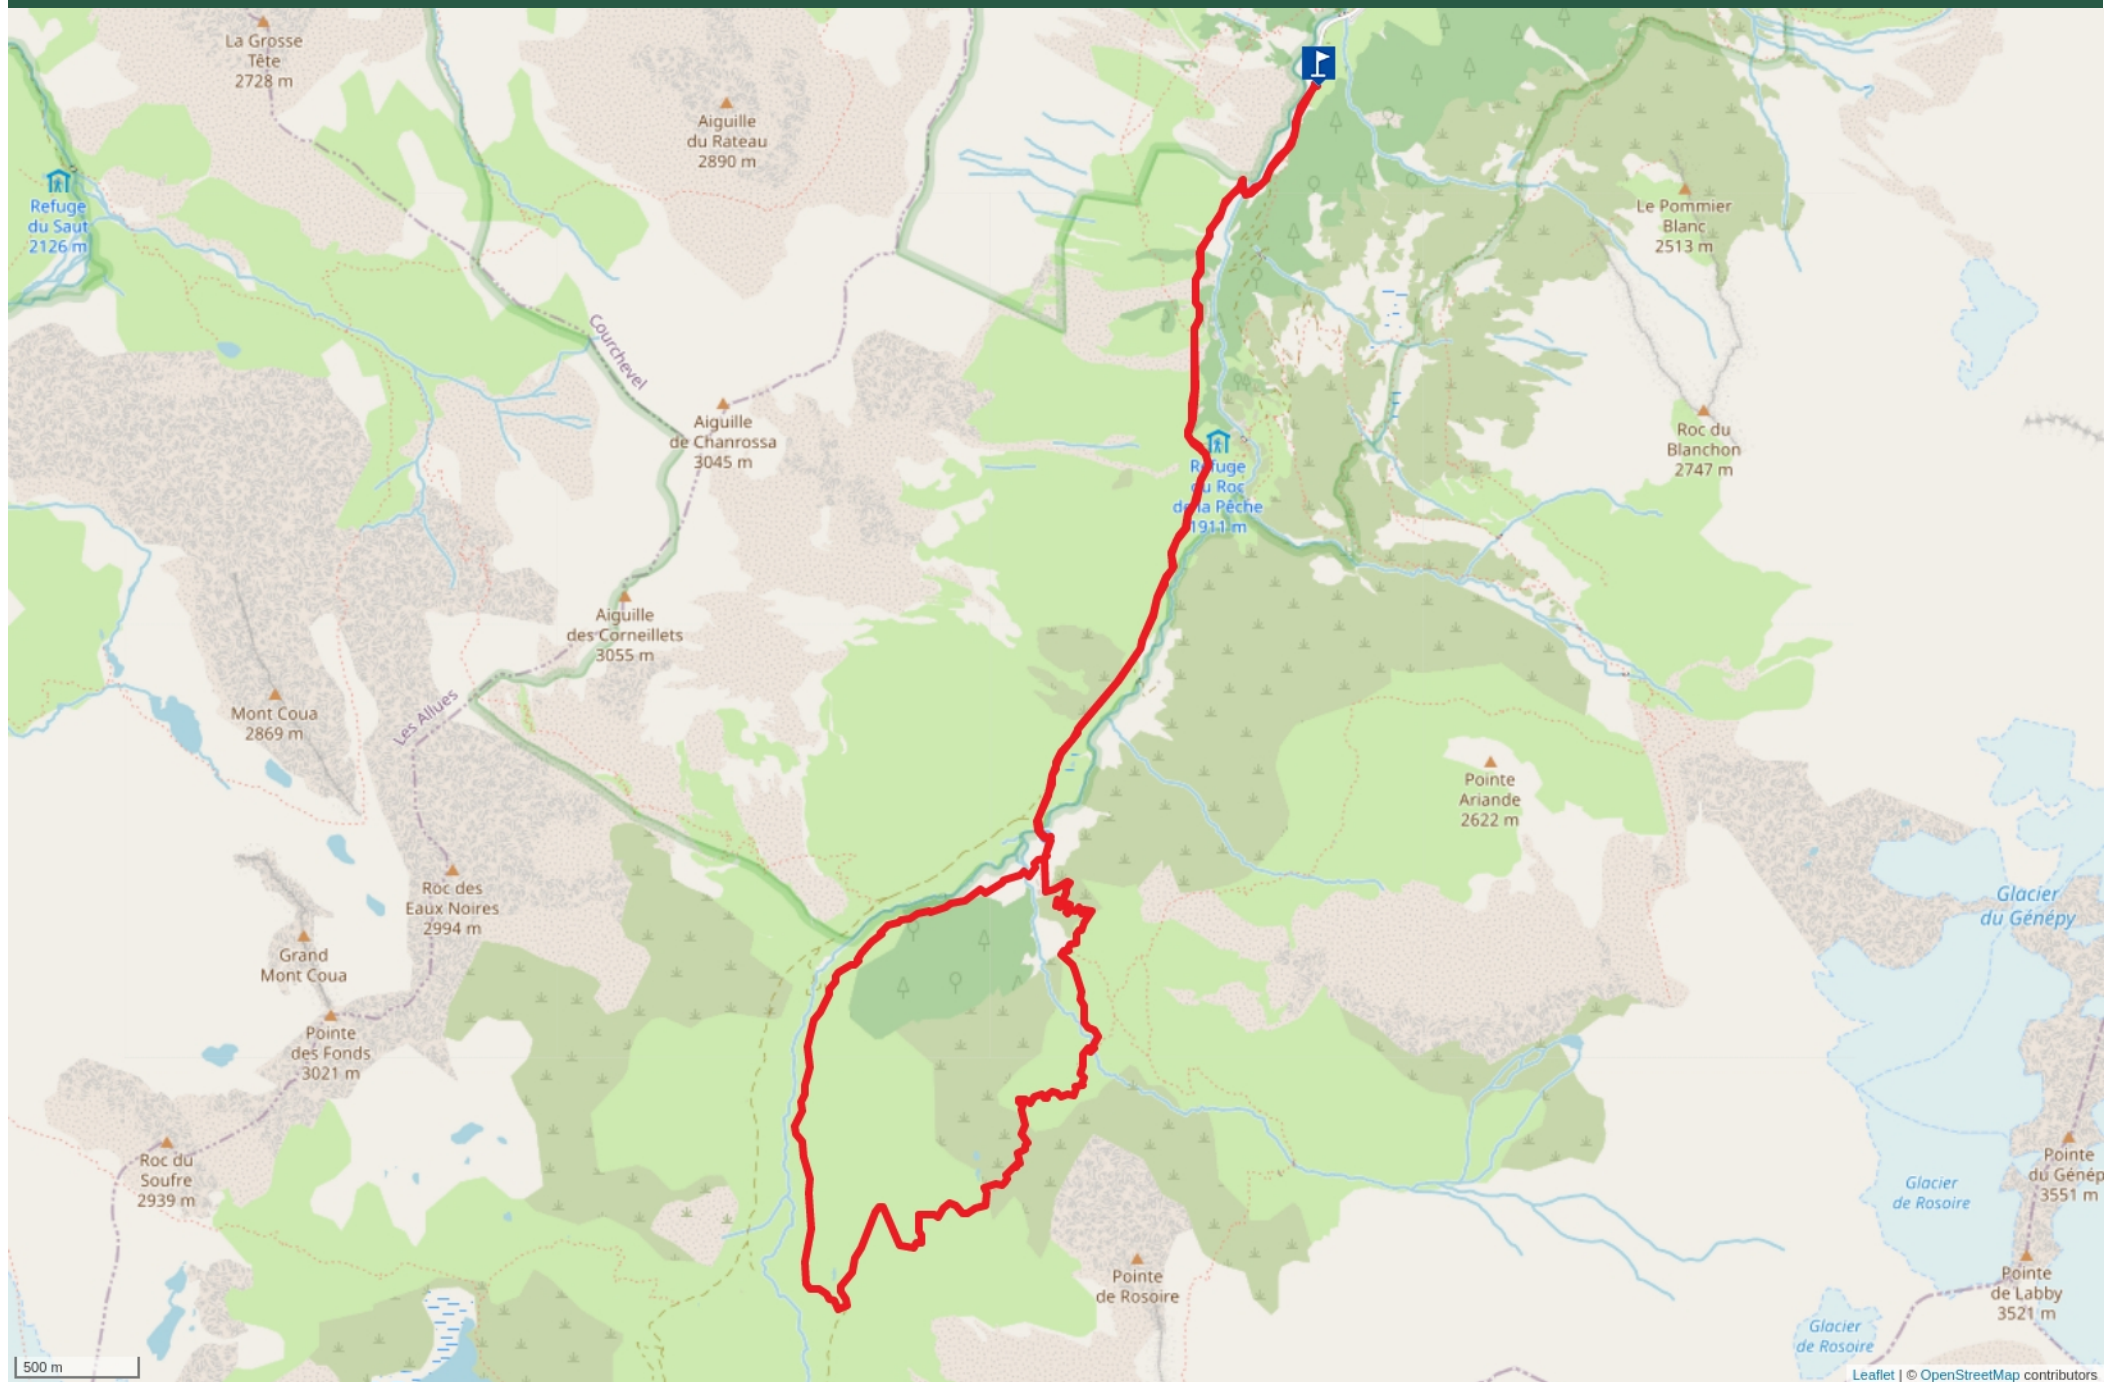 La Grosse
Tête
2728 m
Aiguille
du Rateau
2890 m
Refuge
du Saut
2126 m
Le Pommier
Blanc
2513 m
Courchevel
Aiguille
de Chanrossa
3045 m
Roc du
Blanchon
2747 m
Refuge
du Roc
de la Pêche
1911 m
Aiguille
des Corneillets
3055 m
Les Allues
Mont Coua
2869 m
Pointe
Ariande
2622 m
Roc des
Eaux Noires
2994 m
Glacier
du Génépy
Grand
Mont Coua
Pointe
des Fonds
3021 m
Roc du
Soufre
2939 m
Pointe
du Génép
3551 m
Glacier
de Rosoire
Pointe
de Rosoire
Pointe
de Labby
3521 m
Glacier
de Rosoire
500 m
Leaflet | © OpenStreetMap contributors